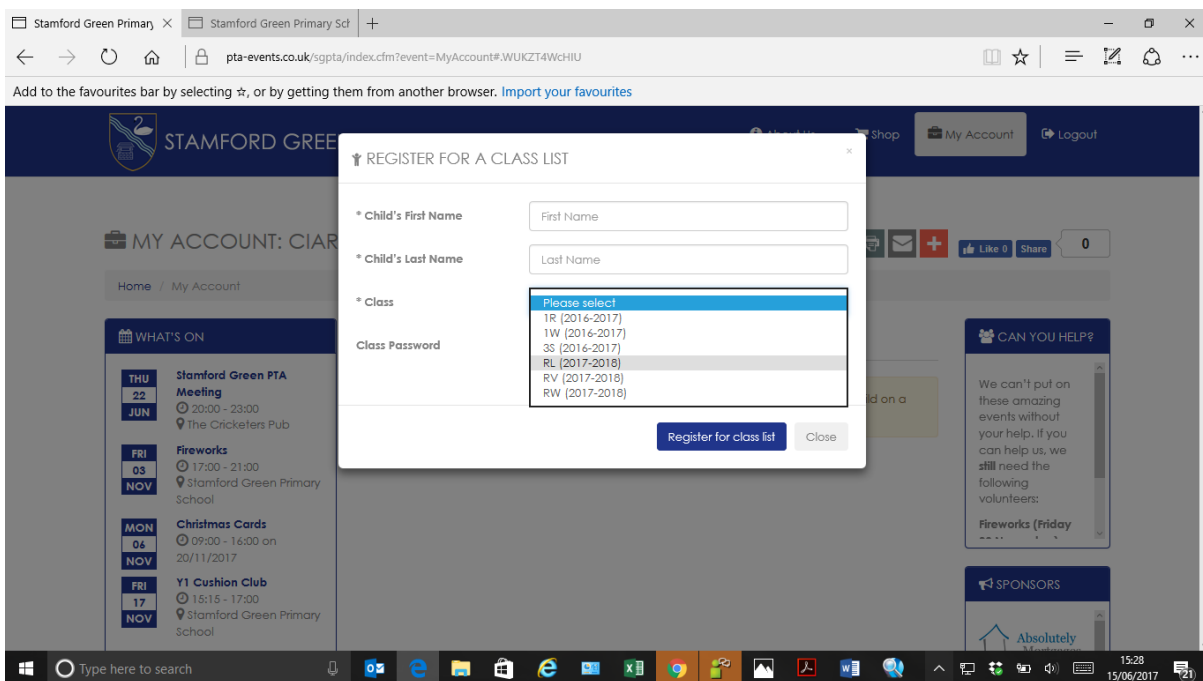 Stamford Green Primary
Stamford Green Primary Sch
pta-events.co.uk/sgpta/index.cfm?event=MyAccount#.WUKZT4WcHIU
Add to the favourites bar by selecting ☆, or by getting them from another browser. Import your favourites
STAMFORD GREE
About Us
Shop
My Account
Logout
REGISTER FOR A CLASS LIST
×
* Child's First Name
First Name
* Child's Last Name
Last Name
* Class
Please select
1R (2016-2017)
1W (2016-2017)
3S (2016-2017)
RL (2017-2018)
RV (2017-2018)
RW (2017-2018)
Class Password
Register for class list
Close
MY ACCOUNT: CIAR
Like 0
Share
0
Home / My Account
WHAT'S ON
THU
22
JUN
Stamford Green PTA
Meeting
20:00 - 23:00
The Cricketers Pub
FRI
03
NOV
Fireworks
17:00 - 21:00
Stamford Green Primary
School
MON
06
NOV
Christmas Cards
09:00 - 16:00 on
20/11/2017
FRI
17
NOV
Y1 Cushion Club
15:15 - 17:00
Stamford Green Primary
School
ld on a
CAN YOU HELP?
We can't put on
these amazing
events without
your help. If you
can help us, we
still need the
following
volunteers:
Fireworks (Friday
SPONSORS
Absolutely
Mortgages
Type here to search
15:28
15/06/2017
21